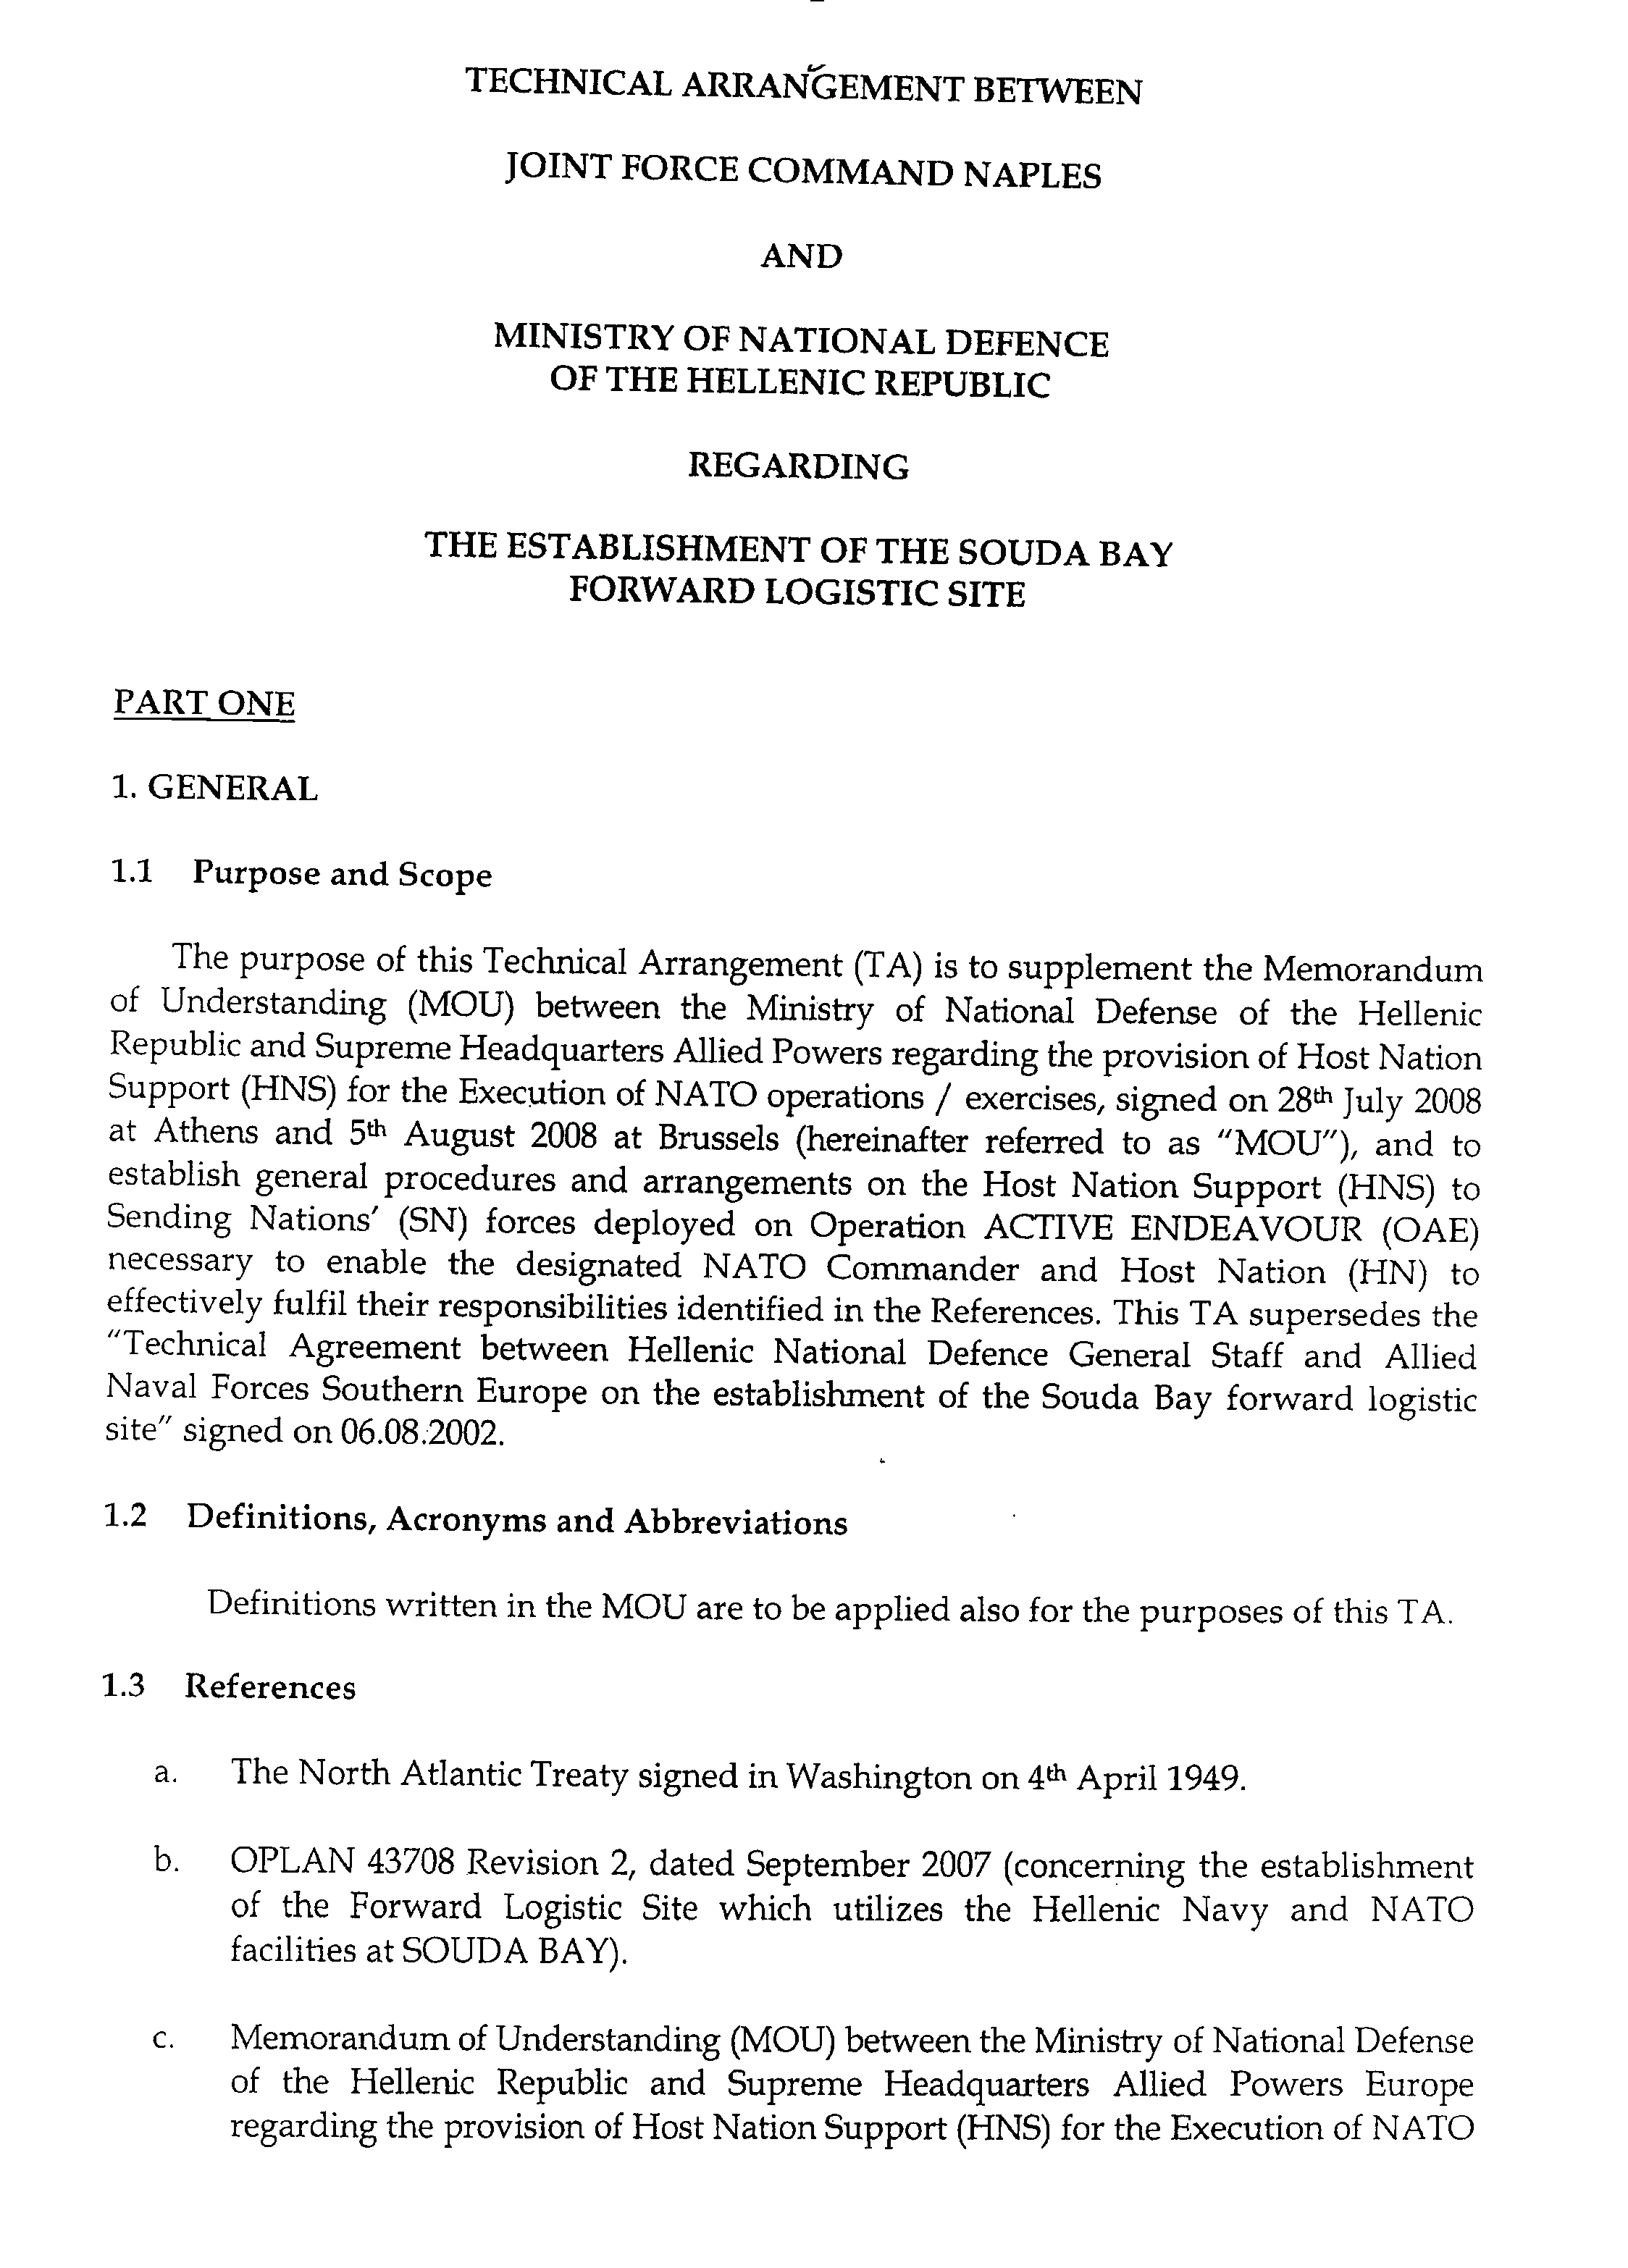 TECHNICAL ARRANGEMENT BETWEEN
JOINT FORCE COMMAND NAPLES
AND
MINISTRY OF NATIONAL DEFENCE
OF THE HELLENIC REPUBLIC
REGARDING
THE ESTABLISHMENT OF THE SOUDA BAY
FORWARD LOGISTIC SITE
PART ONE
1. GENERAL
1.1 Purpose and Scope
The purpose of this Technical Arrangement (TA) is to supplement the Memorandum
of Understanding (MOU) between the Ministry of National Defense of the Hellenic
Republic and Supreme Headquarters Allied Powers regarding the provision of Host Nation
Support (HNS) for the Execution of NATO operations / exercises, signed on 28th July 2008
at Athens and 5th August 2008 at Brussels (hereinafter referred to as "MOU"), and to
establish general procedures and arrangements on the Host Nation Support (HNS) to
Sending Nations' (SN) forces deployed on Operation ACTIVE ENDEAVOUR (OAE)
necessary to enable the designated NATO Commander and Host Nation (HN) to
effectively fulfil their responsibilities identified in the References. This TA supersedes the
"Technical Agreement between Hellenic National Defence General Staff and Allied
Naval Forces Southern Europe on the establishment of the Souda Bay forward logistic
site" signed on 06.08.2002.
1.2 Definitions, Acronyms and Abbreviations
Definitions written in the MOU are to be applied also for the purposes of this TA.
1.3 References
a. The North Atlantic Treaty signed in Washington on 4th April 1949.
b. OPLAN 43708 Revision 2, dated September 2007 (concerning the establishment
of the Forward Logistic Site which utilizes the Hellenic Navy and NATO
facilities at SOUDA BAY).
c. Memorandum of Understanding (MOU) between the Ministry of National Defense
of the Hellenic Republic and Supreme Headquarters Allied Powers Europe
regarding the provision of Host Nation Support (HNS) for the Execution of NATO